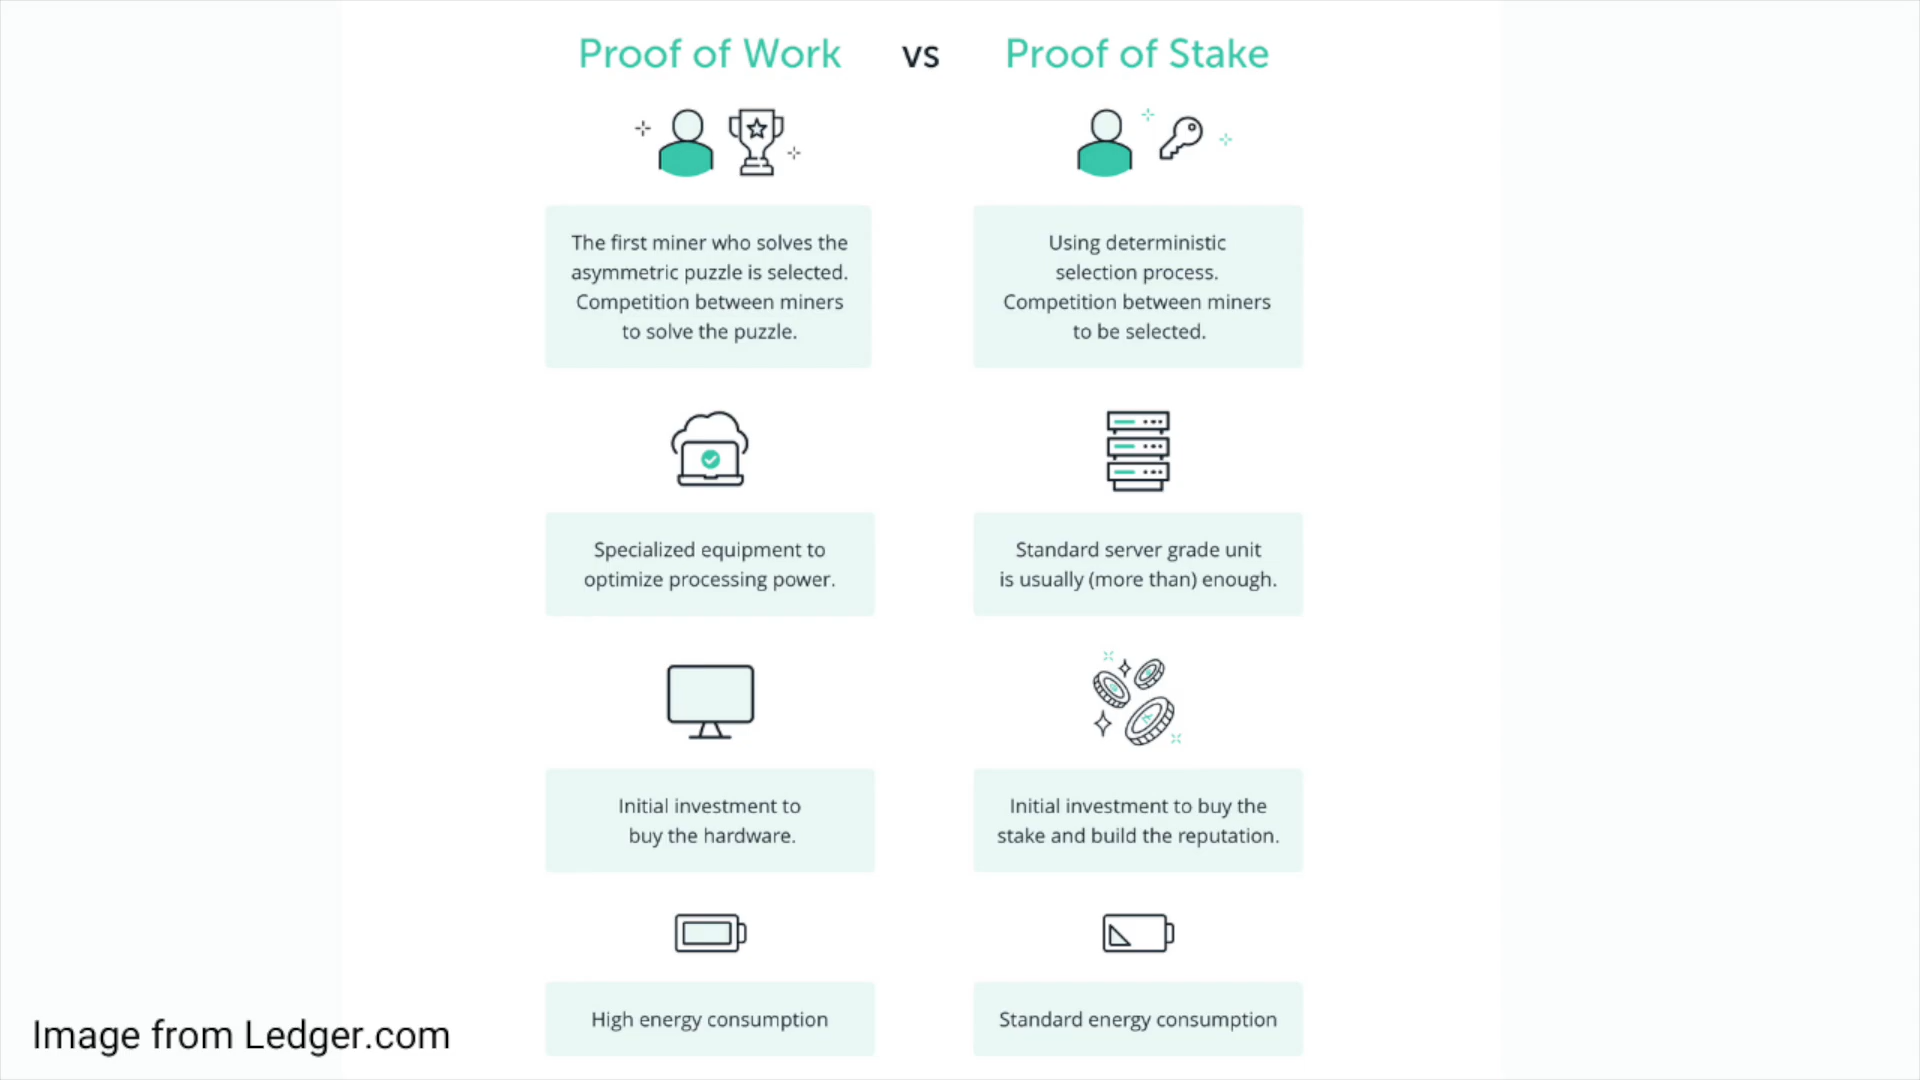 Proof of Work vs Proof of Stake
The first miner who solves the
asymmetric puzzle is selected.
Competition between miners
to solve the puzzle.
Using deterministic
selection process.
Competition between miners
to be selected.
Specialized equipment to
optimize processing power.
Standard server grade unit
is usually (more than) enough.
Initial investment to
buy the hardware.
Initial investment to buy the
stake and build the reputation.
High energy consumption
Standard energy consumption
Image from Ledger.com